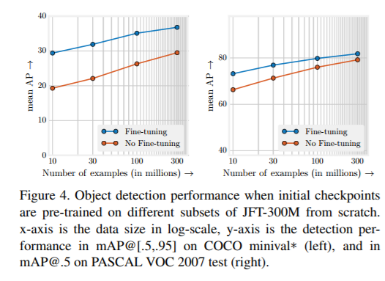 40
30
20
10
0
mean AP →
10
30
100
300
Number of examples (in millions) →
Fine-tuning
No Fine-tuning
80
60
40
mean AP →
10
30
100
300
Number of examples (in millions) →
Fine-tuning
No Fine-tuning
Figure 4. Object detection performance when initial checkpoints
are pre-trained on different subsets of JFT-300M from scratch.
x-axis is the data size in log-scale, y-axis is the detection per-
formance in mAP@[.5,.95] on COCO minival* (left), and in
mAP@.5 on PASCAL VOC 2007 test (right).